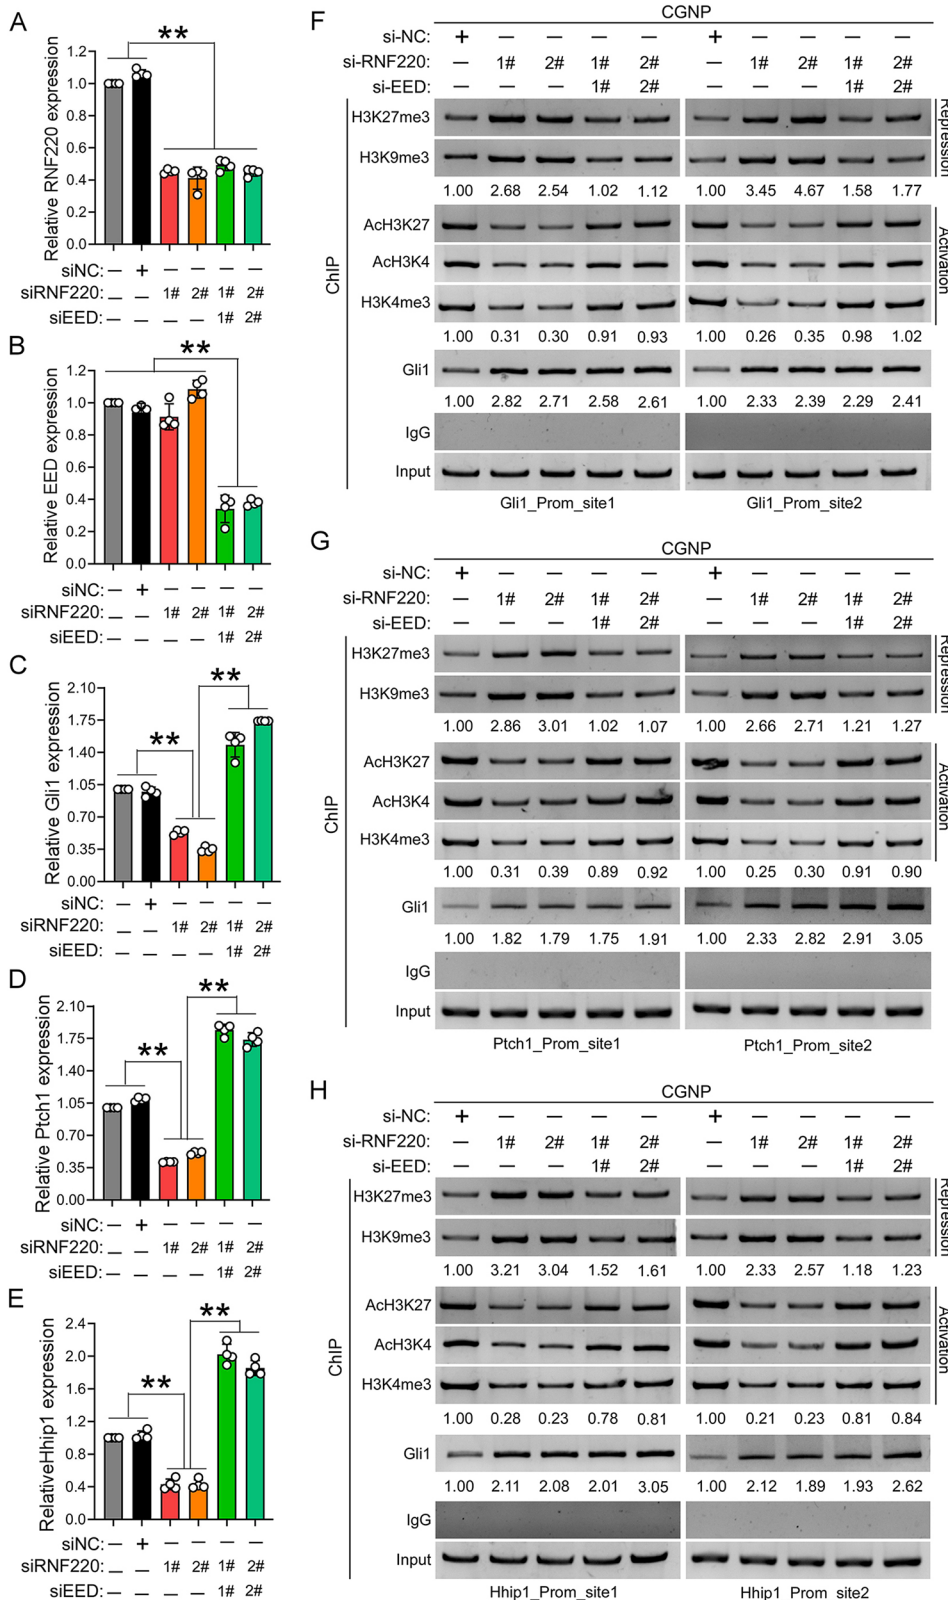 A
**
Relative RNF220 expression
1.2
1.0
0.8
0.6
0.4
0.2
0.0
siNC: — + — — — —
siRNF220: — — 1# 2# 1# 2#
siEED: — — — — 1# 2#
B
**
Relative EED expression
1.2
1.0
0.8
0.6
0.4
0.2
0.0
siNC: — + — — — —
siRNF220: — — 1# 2# 1# 2#
siEED: — — — — 1# 2#
C
**
**
Relative Gli1 expression
2.10
1.75
1.40
1.05
0.70
0.35
0.00
siNC: — + — — — —
siRNF220: — — 1# 2# 1# 2#
siEED: — — — — 1# 2#
D
**
**
Relative Ptch1 expression
2.10
1.75
1.40
1.05
0.70
0.35
0.00
siNC: — + — — — —
siRNF220: — — 1# 2# 1# 2#
siEED: — — — — 1# 2#
E
**
**
RelativeHhip1 expression
2.4
2.0
1.6
1.2
0.8
0.4
0.0
siNC: — + — — — —
siRNF220: — — 1# 2# 1# 2#
siEED: — — — — 1# 2#
F
CGNP
si-NC: + — — — — + — — — —
si-RNF220: — 1# 2# 1# 2# — 1# 2# 1# 2#
si-EED: — — — 1# 2# — — — 1# 2#
ChIP
H3K27me3
Repression
H3K9me3
1.00 2.68 2.54 1.02 1.12 1.00 3.45 4.67 1.58 1.77
AcH3K27
Activation
AcH3K4
H3K4me3
1.00 0.31 0.30 0.91 0.93 1.00 0.26 0.35 0.98 1.02
Gli1
1.00 2.82 2.71 2.58 2.61 1.00 2.33 2.39 2.29 2.41
IgG
Input
Gli1_Prom_site1 Gli1_Prom_site2
G
CGNP
si-NC: + — — — — + — — — —
si-RNF220: — 1# 2# 1# 2# — 1# 2# 1# 2#
si-EED: — — — 1# 2# — — — 1# 2#
ChIP
H3K27me3
Repression
H3K9me3
1.00 2.86 3.01 1.02 1.07 1.00 2.66 2.71 1.21 1.27
AcH3K27
Activation
AcH3K4
H3K4me3
1.00 0.31 0.39 0.89 0.92 1.00 0.25 0.30 0.91 0.90
Gli1
1.00 1.82 1.79 1.75 1.91 1.00 2.33 2.82 2.91 3.05
IgG
Input
Ptch1_Prom_site1 Ptch1_Prom_site2
H
CGNP
si-NC: + — — — — + — — — —
si-RNF220: — 1# 2# 1# 2# — 1# 2# 1# 2#
si-EED: — — — 1# 2# — — — 1# 2#
ChIP
H3K27me3
Repression
H3K9me3
1.00 3.21 3.04 1.52 1.61 1.00 2.33 2.57 1.18 1.23
AcH3K27
Activation
AcH3K4
H3K4me3
1.00 0.28 0.23 0.78 0.81 1.00 0.21 0.23 0.81 0.84
Gli1
1.00 2.11 2.08 2.01 3.05 1.00 2.12 1.89 1.93 2.62
IgG
Input
Hhip1_Prom_site1 Hhip1_Prom_site2